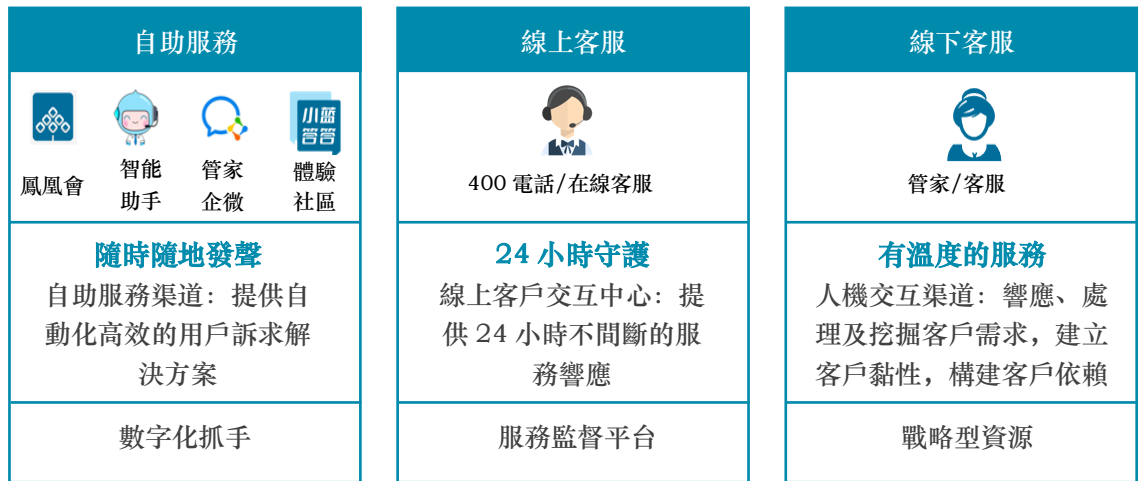 自助服務
鳳凰會
智能
助手
管家
企微
小蓝
管管
體驗
社區
隨時隨地發聲
自助服務渠道：提供自
動化高效的用戶訴求解
決方案
數字化抓手
線上客服
400 電話/在線客服
24 小時守護
線上客戶交互中心：提
供 24 小時不間斷的服
務響應
服務監督平台
線下客服
管家/客服
有溫度的服務
人機交互渠道：響應、處
理及挖掘客戶需求，建立
客戶黏性，構建客戶依賴
戰略型資源